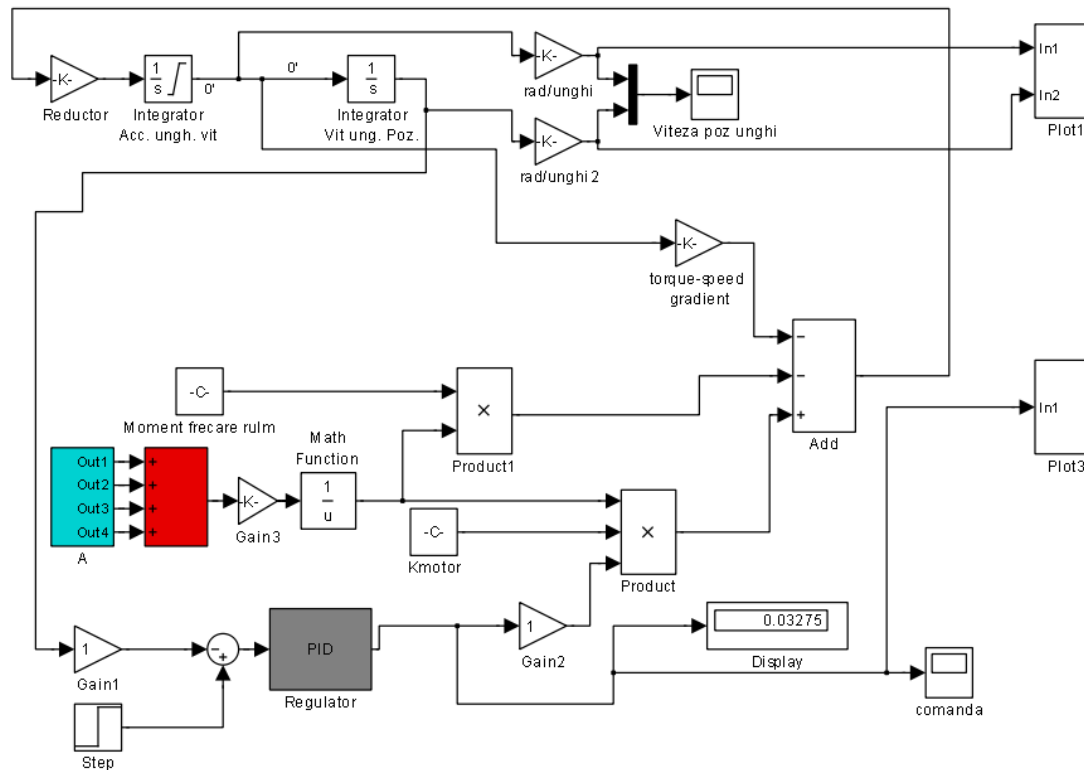 -K-
Reductor
1
s
0'
Integrator
Acc. ungh. vit
0'
1
s
Integrator
Vit ung. Poz.
-K-
rad/unghi
-K-
rad/unghi 2
Viteza poz unghi
In1
In2
Plot1
-K-
torque-speed
gradient
-
-
+
Add
-C-
Moment frecare rulm
×
Product1
In1
Plot3
Out1
Out2
Out3
Out4
A
+
+
+
+
-K-
Gain3
Math
Function
1
u
-C-
Kmotor
×
Product
1
Gain1
-
+
PID
Regulator
1
Gain2
0.03275
Display
comanda
Step